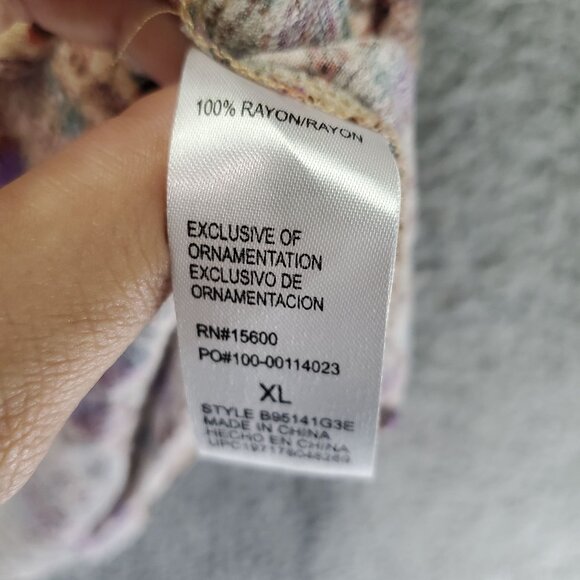 100% RAYON/RAYON
EXCLUSIVE OF
ORNAMENTATION
EXCLUSIVO DE
ORNAMENTACION
RN#15600
PO#100-00114023
XL
STYLE B95141G3E
MADE IN CHINA
HECHO EN CHINA